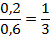 0,2/0,6 = 1/3